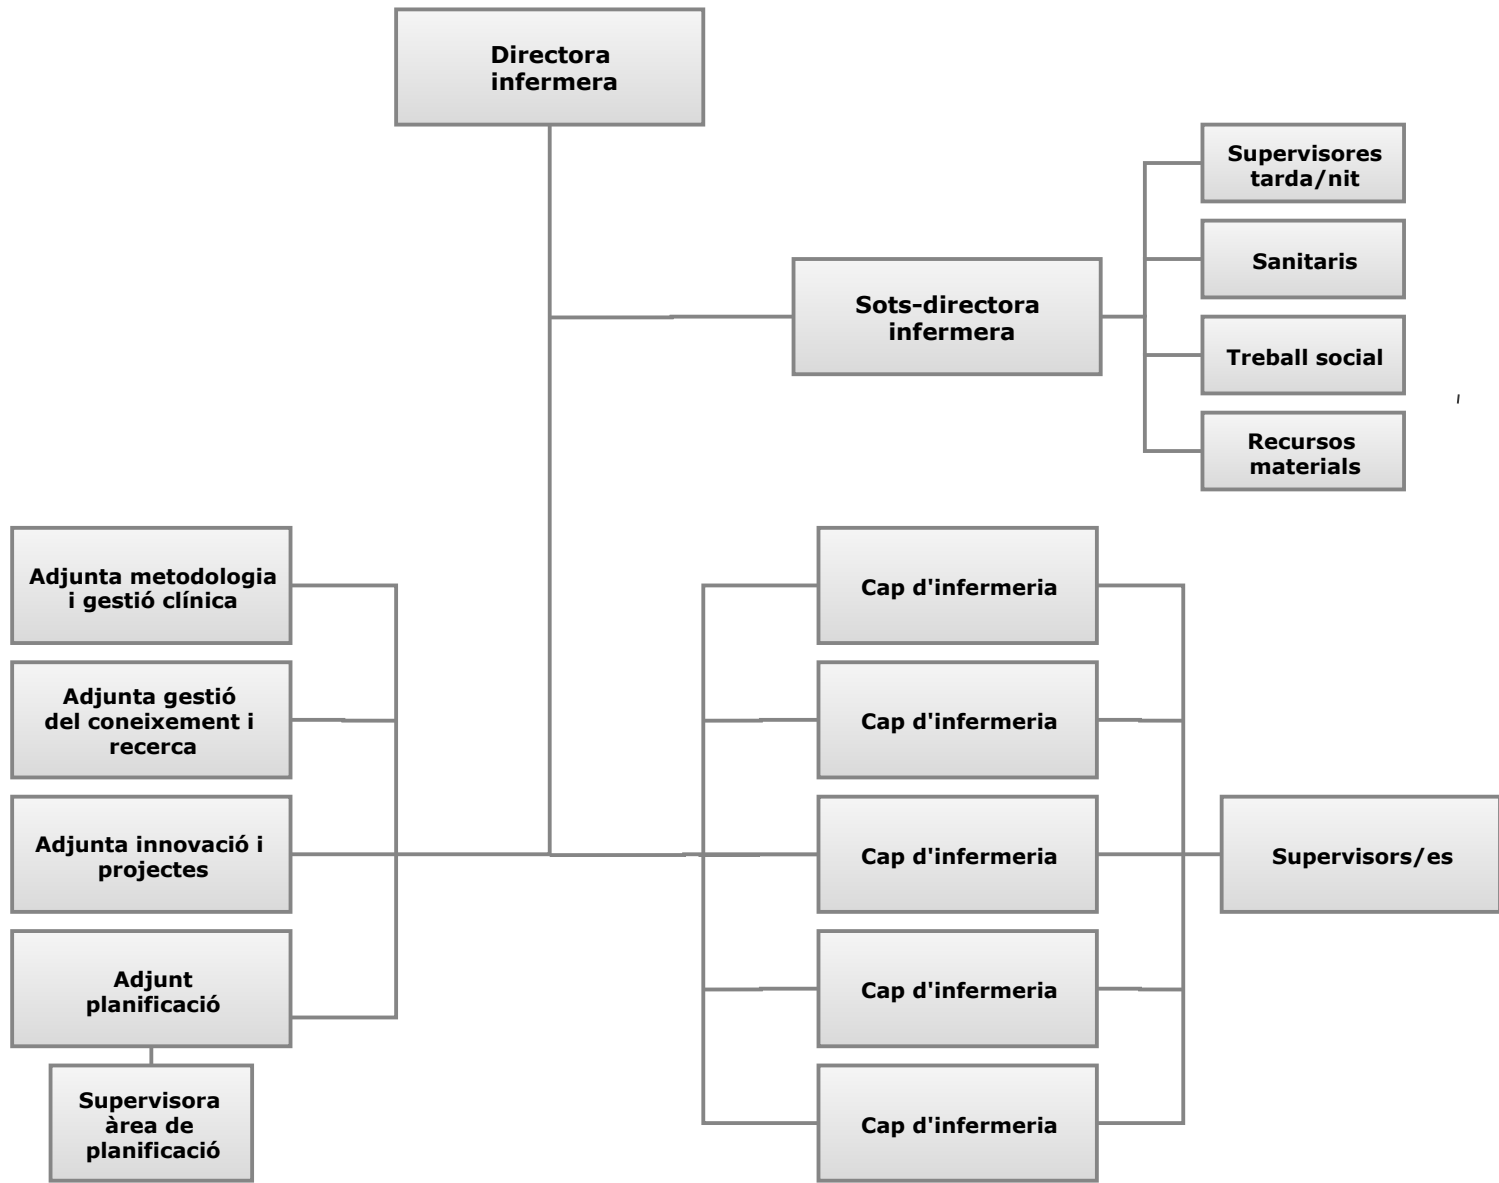 Directora
infermera
Supervisores
tarda/nit
Sanitaris
Sots-directora
infermera
Treball social
Recursos
materials
Adjunta metodologia
i gestió clínica
Adjunta gestió
del coneixement i
recerca
Adjunta innovació i
projectes
Adjunt
planificació
Supervisora
àrea de
planificació
Cap d'infermeria
Cap d'infermeria
Cap d'infermeria
Cap d'infermeria
Cap d'infermeria
Supervisors/es